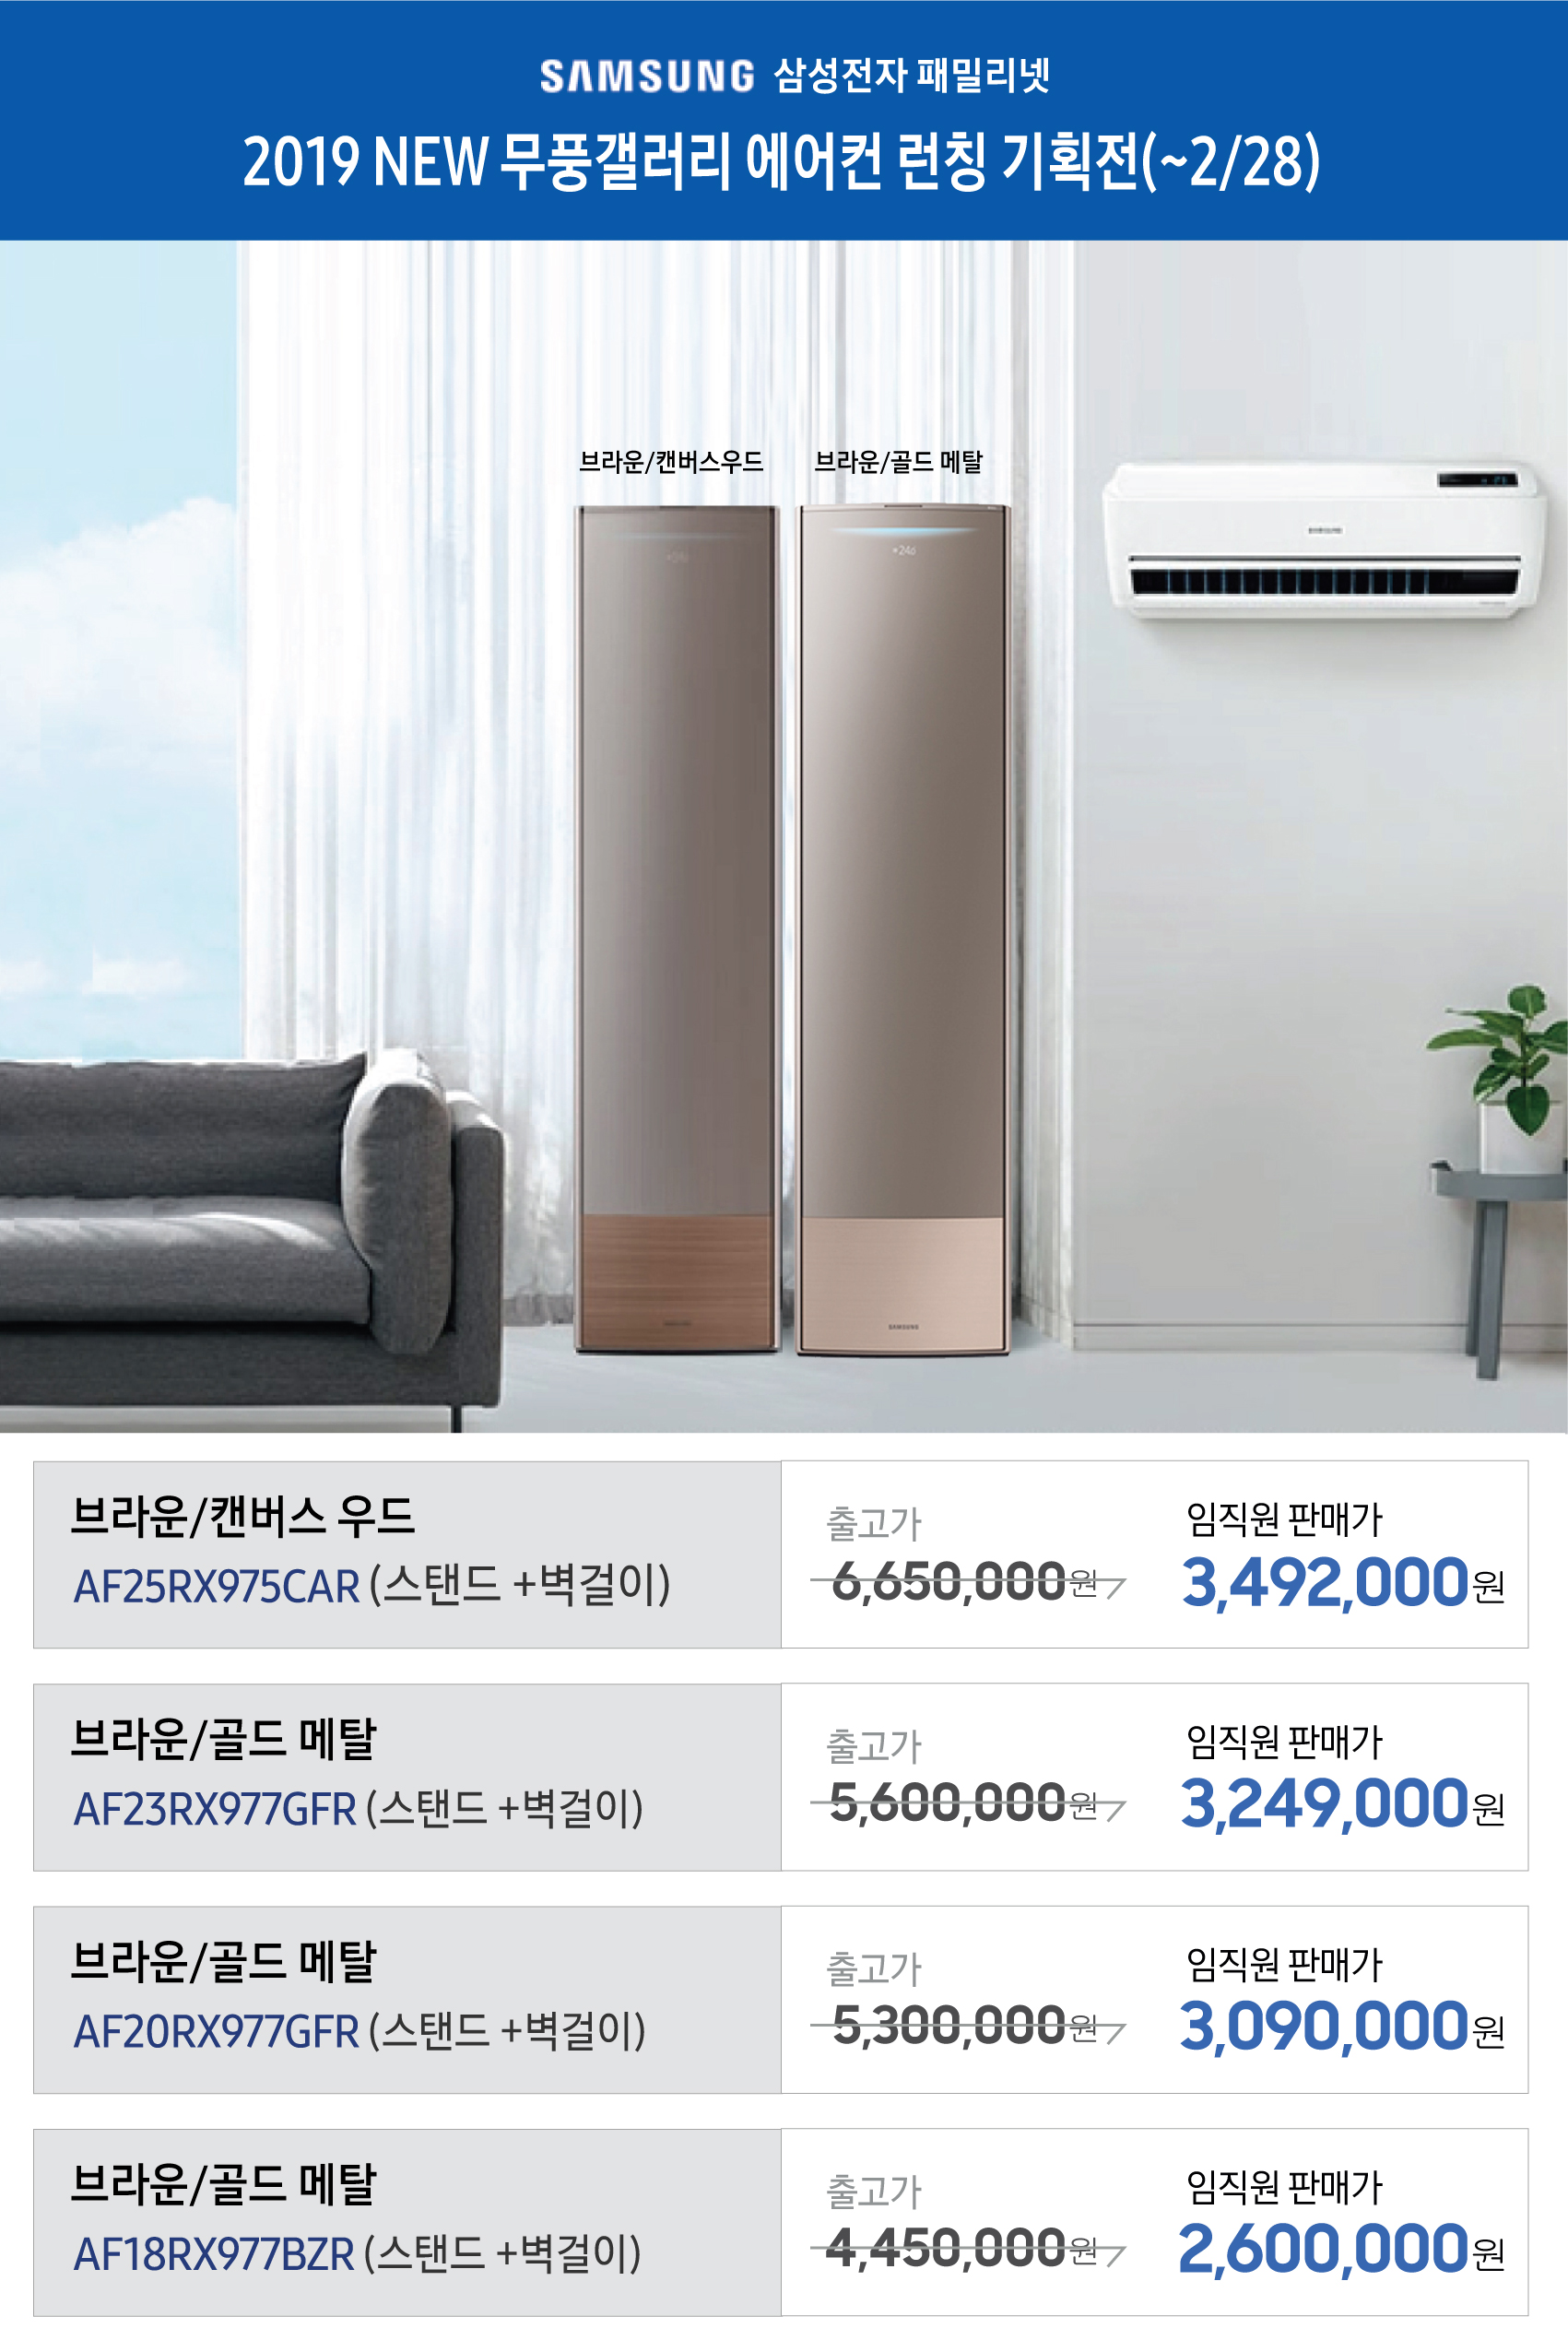 SAMSUNG 삼성전자 패밀리넷
2019 NEW 무풍갤러리 에어컨 런칭 기획전(~2/28)
브라운/캔버스우드 브라운/골드 메탈
SAMSUNG
SAMSUNG
브라운/캔버스 우드
AF25RX975CAR (스탠드 +벽걸이)
출고가
6,650,000원
임직원 판매가
3,492,000원
브라운/골드 메탈
AF23RX977GFR (스탠드 +벽걸이)
출고가
5,600,000원
임직원 판매가
3,249,000원
브라운/골드 메탈
AF20RX977GFR (스탠드 +벽걸이)
출고가
5,300,000원
임직원 판매가
3,090,000원
브라운/골드 메탈
AF18RX977BZR (스탠드 +벽걸이)
출고가
4,450,000원
임직원 판매가
2,600,000원